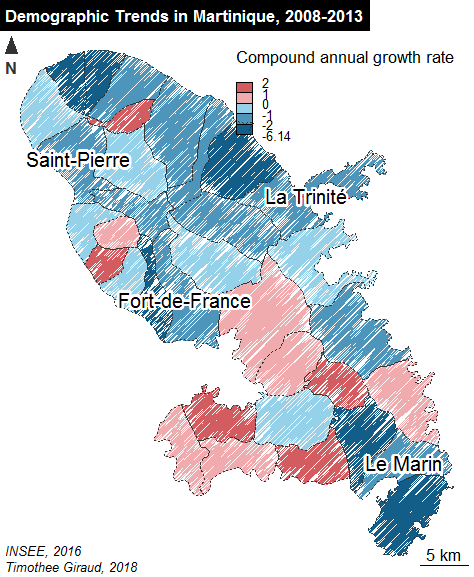 Demographic Trends in Martinique, 2008-2013
N
Compound annual growth rate
2
1
0
-1
-2
-6.14
Saint-Pierre
La Trinité
Fort-de-France
Le Marin
INSEE, 2016
Timothee Giraud, 2018
5 km